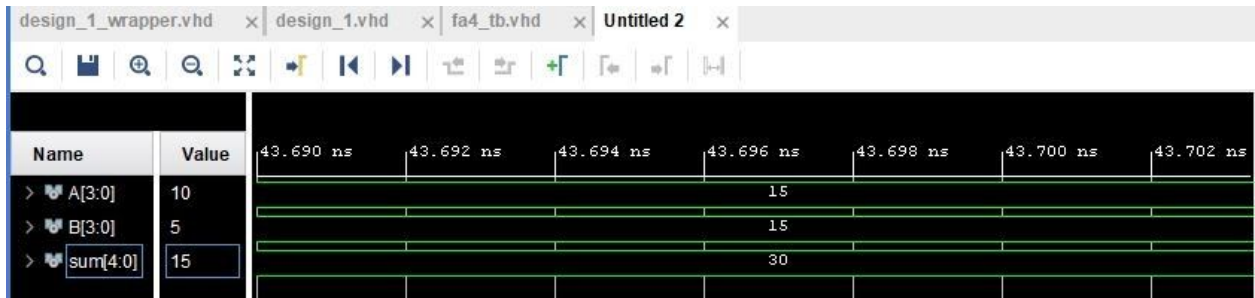 design_1_wrapper.vhd × design_1.vhd × fa4_tb.vhd × Untitled 2 ×
Name Value 43.690 ns 43.692 ns 43.694 ns 43.696 ns 43.698 ns 43.700 ns 43.702 ns
A[3:0] 10 15
B[3:0] 5 15
sum[4:0] 15 30